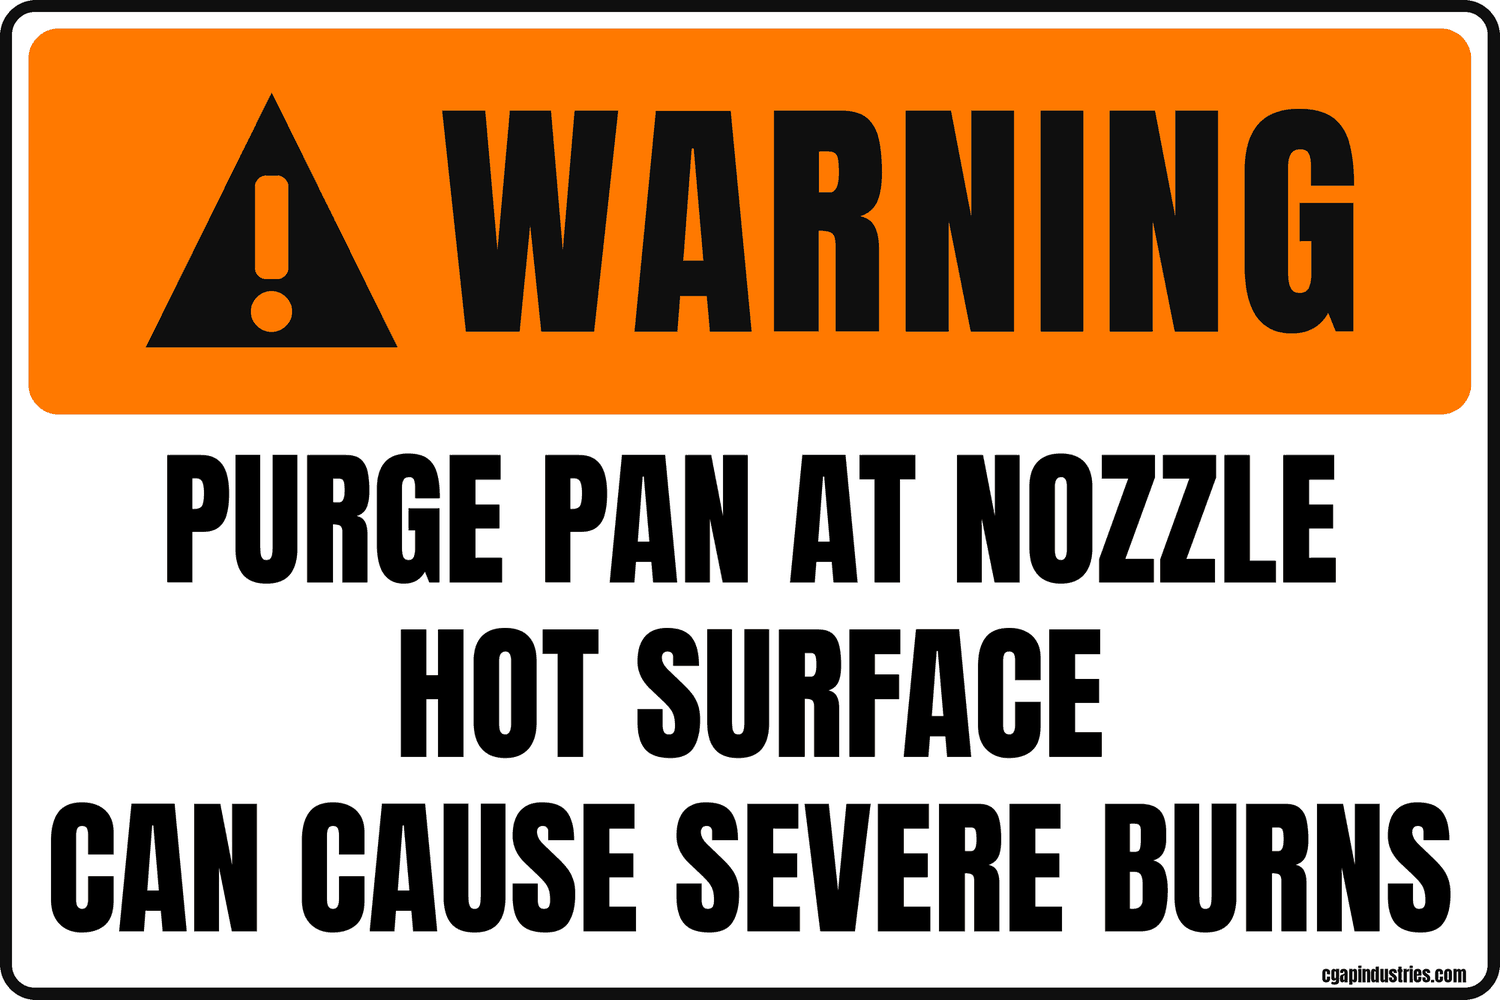 WARNING
PURGE PAN AT NOZZLE
HOT SURFACE
CAN CAUSE SEVERE BURNS
cgapindustries.com